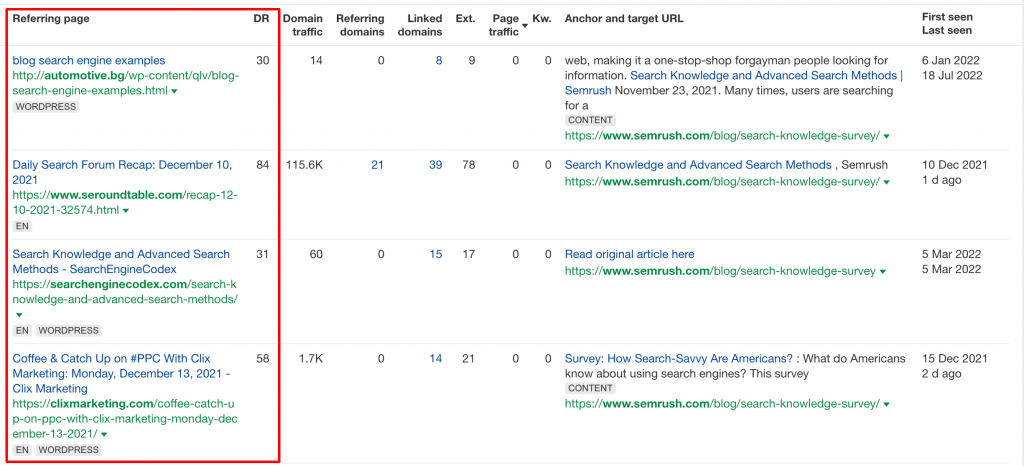 Referring page DR Domain traffic Referring domains Linked domains Ext. Page traffic Kw. Anchor and target URL First seen Last seen
blog search engine examples 30 14 0 8 9 0 0 web, making it a one-stop-shop forgayman people looking for 6 Jan 2022
http://automotive.bg/wp-content/qlv/blog- information. Search Knowledge and Advanced Search Methods | 18 Jul 2022
search-engine-examples.html Semrush November 23, 2021. Many times, users are searching
WORDPRESS for a
CONTENT
https://www.semrush.com/blog/search-knowledge-survey/
Daily Search Forum Recap: December 10, 84 115.6K 21 39 78 0 0 Search Knowledge and Advanced Search Methods , Semrush 10 Dec 2021
2021 https://www.semrush.com/blog/search-knowledge-survey/ 1 d ago
https://www.seroundtable.com/recap-12-
10-2021-32574.html
EN
Search Knowledge and Advanced Search 31 60 0 15 17 0 0 Read original article here 5 Mar 2022
Methods - SearchEngineCodex https://www.semrush.com/blog/search-knowledge-survey 5 Mar 2022
https://searchenginecodex.com/search-k
nowledge-and-advanced-search-methods/
EN WORDPRESS
Coffee & Catch Up on #PPC With Clix 58 1.7K 0 14 21 0 0 Survey: How Search-Savvy Are Americans? : What do Americans 15 Dec 2021
Marketing: Monday, December 13, 2021 - know about using search engines? This survey 2 d ago
Clix Marketing CONTENT
https://clixmarketing.com/coffee-catch-u https://www.semrush.com/blog/search-knowledge-survey/
p-on-ppc-with-clix-marketing-monday-dec
ember-13-2021/
EN WORDPRESS